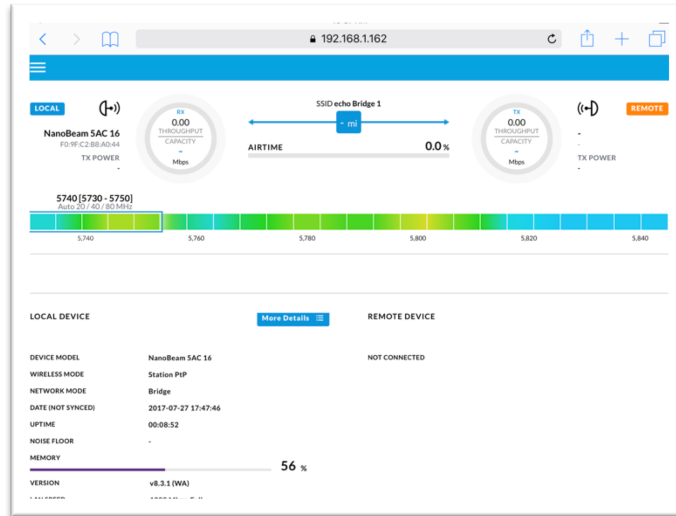 192.168.1.162
LOCAL
NanoBeam 5AC 16
F0:9F:C2:B8:A0:44
TX POWER
-
RX
0.00
THROUGHPUT
CAPACITY
-
Mbps
SSID echo Bridge 1
- mi
AIRTIME 0.0 %
TX
0.00
THROUGHPUT
CAPACITY
-
Mbps
REMOTE
-
-
TX POWER
-
5740 [5730 - 5750]
Auto 20 / 40 / 80 MHz
5,740 5,760 5,780 5,800 5,820 5,840
LOCAL DEVICE More Details REMOTE DEVICE
DEVICE MODEL NanoBeam 5AC 16 NOT CONNECTED
WIRELESS MODE Station PtP
NETWORK MODE Bridge
DATE (NOT SYNCED) 2017-07-27 17:47:46
UPTIME 00:08:52
NOISE FLOOR -
MEMORY 56 %
VERSION v8.3.1 (WA)